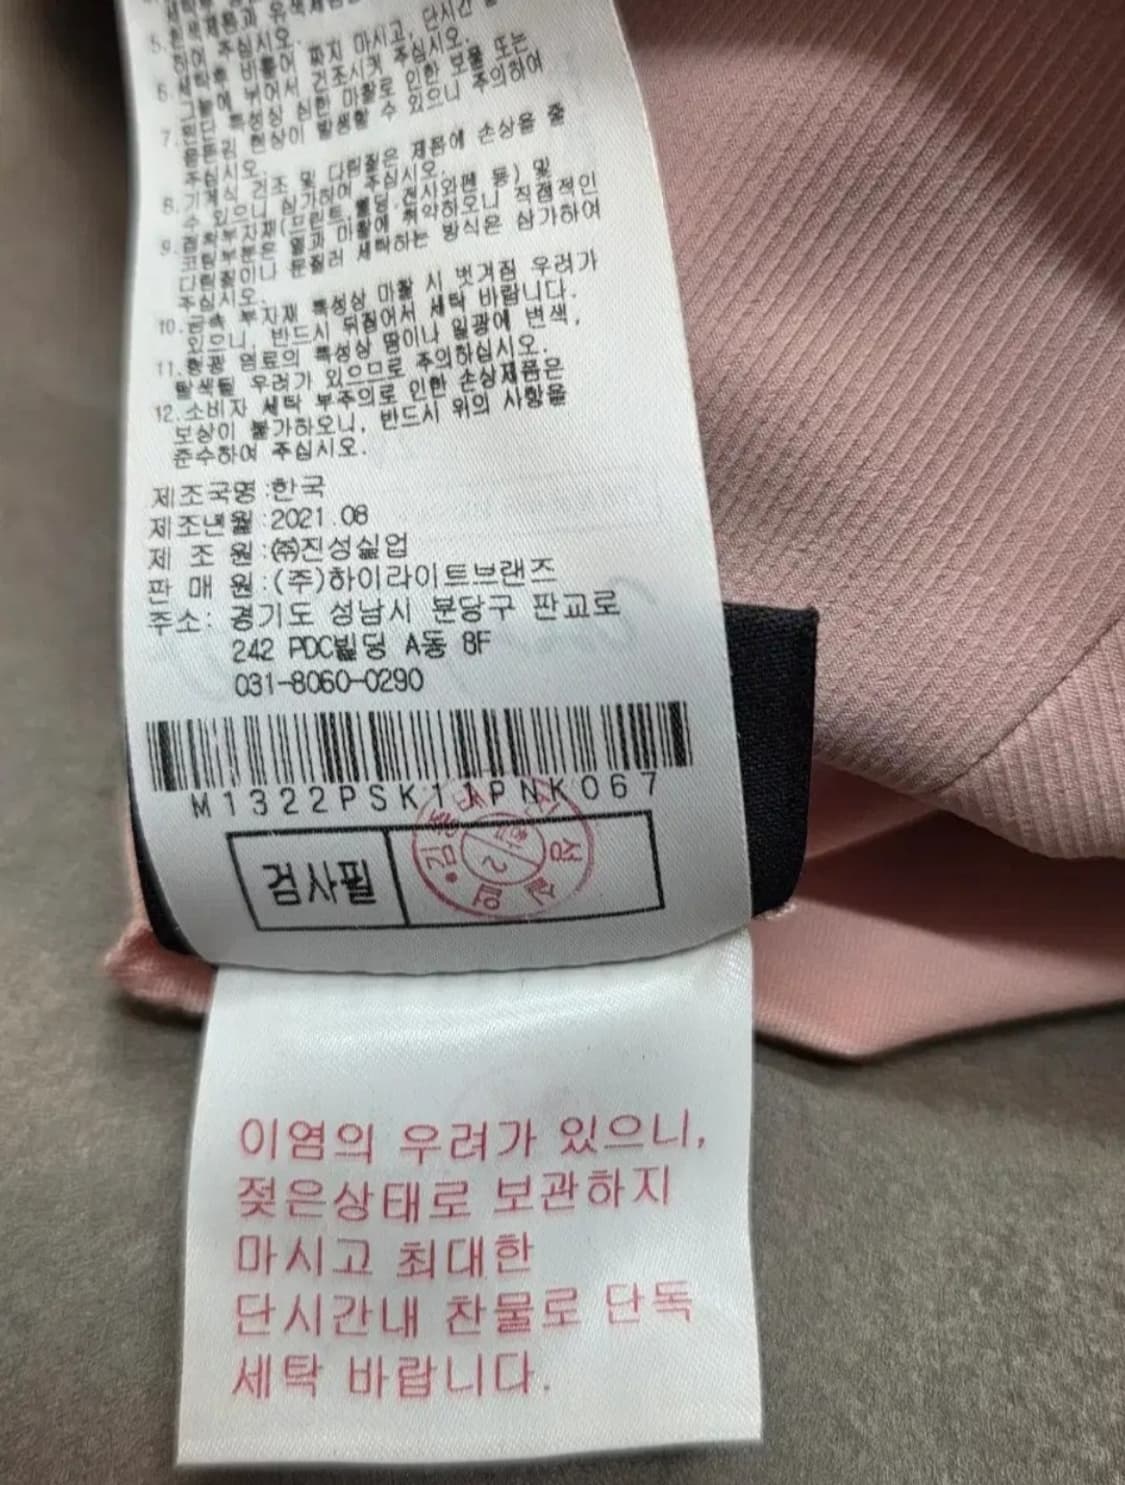 5.흰색제품과 유색제품
하여 주십시오.
6.세탁후 비틀어 짜지 마시고, 단시간
그늘에 뉘어서 건조시켜 주십시오.
7.원단 특성상 심한 마찰로 인한 보풀 또는
뜯김 현상이 발생할 수 있으니 주의하여
주십시오.
8.기계식 건조 및 다림질은 제품에 손상을 줄
수 있으니 삼가하여 주십시오.
9.접착부자재(프린트,웰딩,전사와펜 등) 및
코팅부분은 열과 마찰에 취약하오니 직접적인
다림질이나 문질러 세탁하는 방식은 삼가하여
주십시오.
10.금속 부자재 특성상 마찰 시 벗겨짐 우려가
있으니, 반드시 뒤집어서 세탁 바랍니다.
11.형광 염료의 특성상 땀이나 일광에 변색,
탈색될 우려가 있으므로 주의하십시오.
12.소비자 세탁 부주의로 인한 손상제품은
보상이 불가하오니, 반드시 위의 사항을
준수하여 주십시오.
제조국명:한국
제조년월:2021.08
제 조 원:㈜진성실업
판 매 원:(주)하이라이트브랜즈
주소: 경기도 성남시 분당구 판교로
242 PDC빌딩 A동 8F
031-8060-0290
M1322PSK11PNK067
검사필
이염의 우려가 있으니,
젖은상태로 보관하지
마시고 최대한
단시간내 찬물로 단독
세탁 바랍니다.